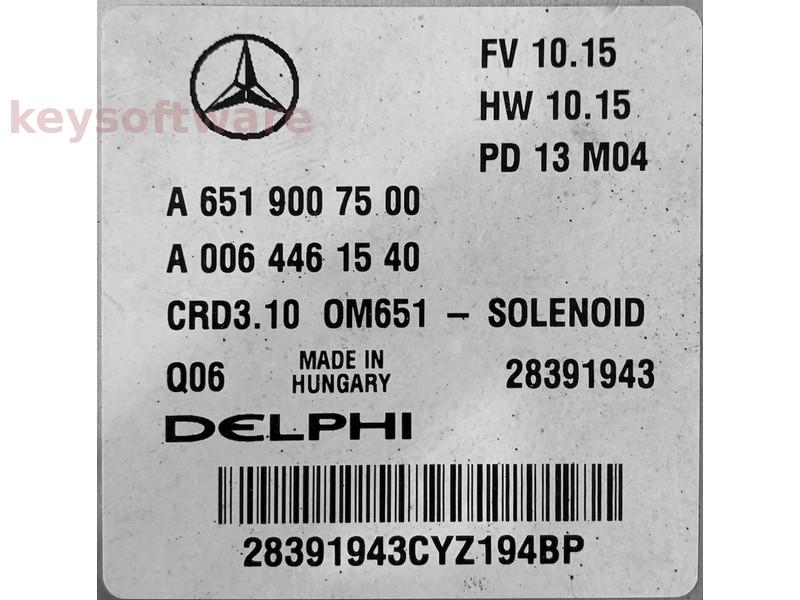 keysoftware
FV 10.15
HW 10.15
PD 13 M04
A 651 900 75 00
A 006 446 15 40
CRD3.10 OM651 – SOLENOID
Q06 MADE IN HUNGARY 28391943
DELPHI
28391943CYZ194BP